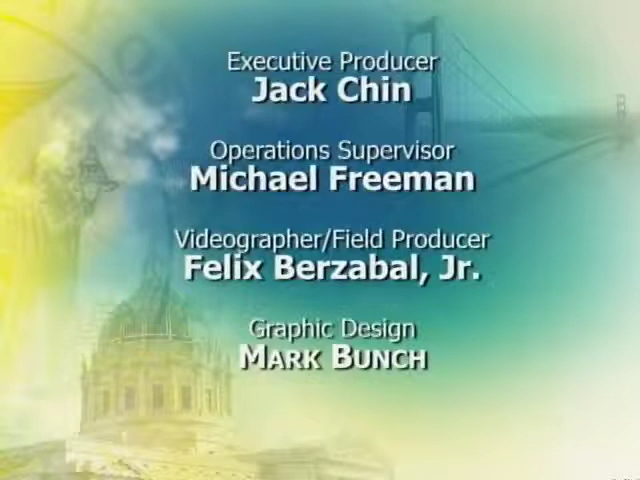 Executive Producer
Jack Chin
Operations Supervisor
Michael Freeman
Videographer/Field Producer
Felix Berzabal, Jr.
Graphic Design
MARK BUNCH